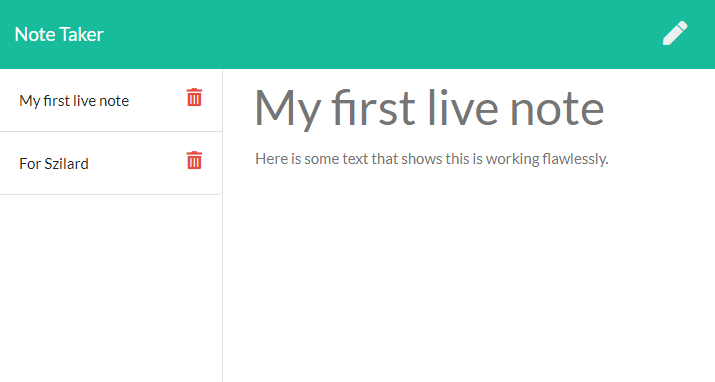 Note Taker
My first live note
For Szilard
My first live note
Here is some text that shows this is working flawlessly.